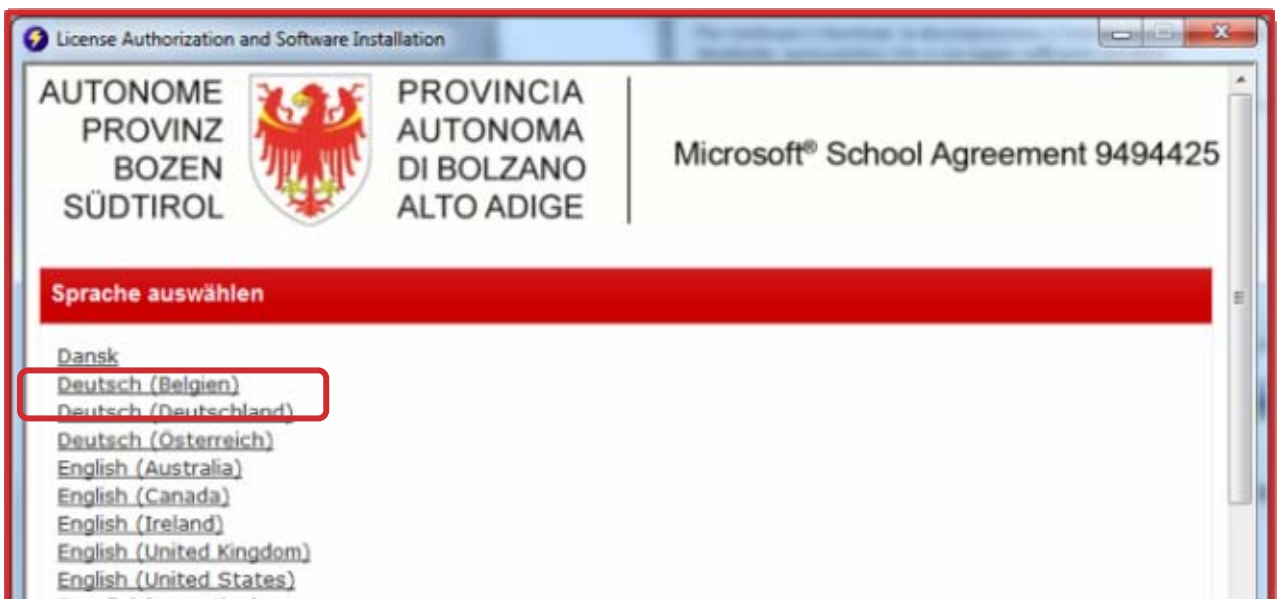 License Authorization and Software Installation
AUTONOME
PROVINZ
BOZEN
SÜDTIROL
PROVINCIA
AUTONOMA
DI BOLZANO
ALTO ADIGE
Microsoft® School Agreement 9494425
Sprache auswählen
Dansk
Deutsch (Belgien)
Deutsch (Deutschland)
Deutsch (Österreich)
English (Australia)
English (Canada)
English (Ireland)
English (United Kingdom)
English (United States)